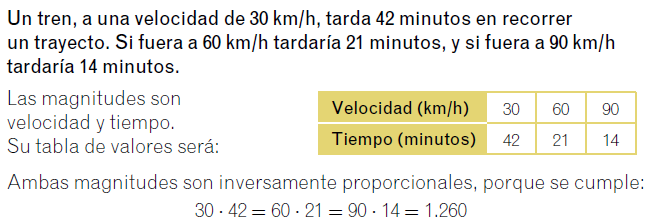 Un tren, a una velocidad de 30 km/h, tarda 42 minutos en recorrer
un trayecto. Si fuera a 60 km/h tardaría 21 minutos, y si fuera a 90 km/h
tardaría 14 minutos.
Las magnitudes son
velocidad y tiempo.
Su tabla de valores será:
Velocidad (km/h) 30 60 90
Tiempo (minutos) 42 21 14
Ambas magnitudes son inversamente proporcionales, porque se cumple:
30 · 42 = 60 · 21 = 90 · 14 = 1.260